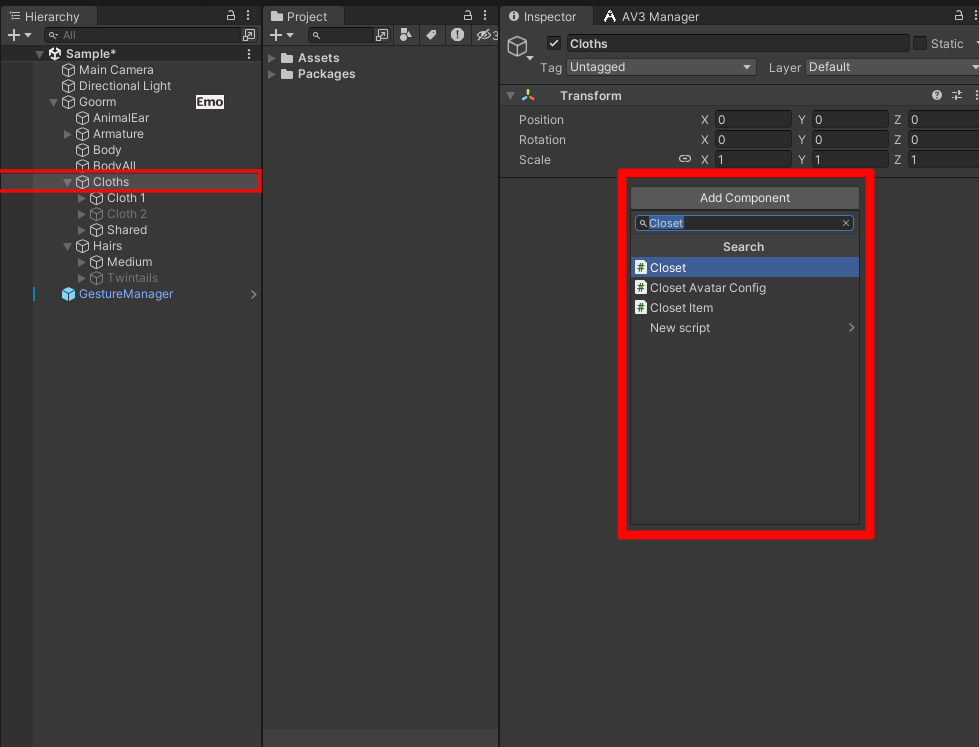 Hierarchy
All
Sample*
Main Camera
Directional Light
Goorm Emo
AnimalEar
Armature
Body
BodyAll
Cloths
Cloth 1
Cloth 2
Shared
Hairs
Medium
Twintails
GestureManager
Project
3
Assets
Packages
Inspector AV3 Manager
Cloths Static
Tag Untagged Layer Default
Transform
Position X 0 Y 0 Z 0
Rotation X 0 Y 0 Z 0
Scale X 1 Y 1 Z 1
Add Component
Closet
Search
Closet
Closet Avatar Config
Closet Item
New script